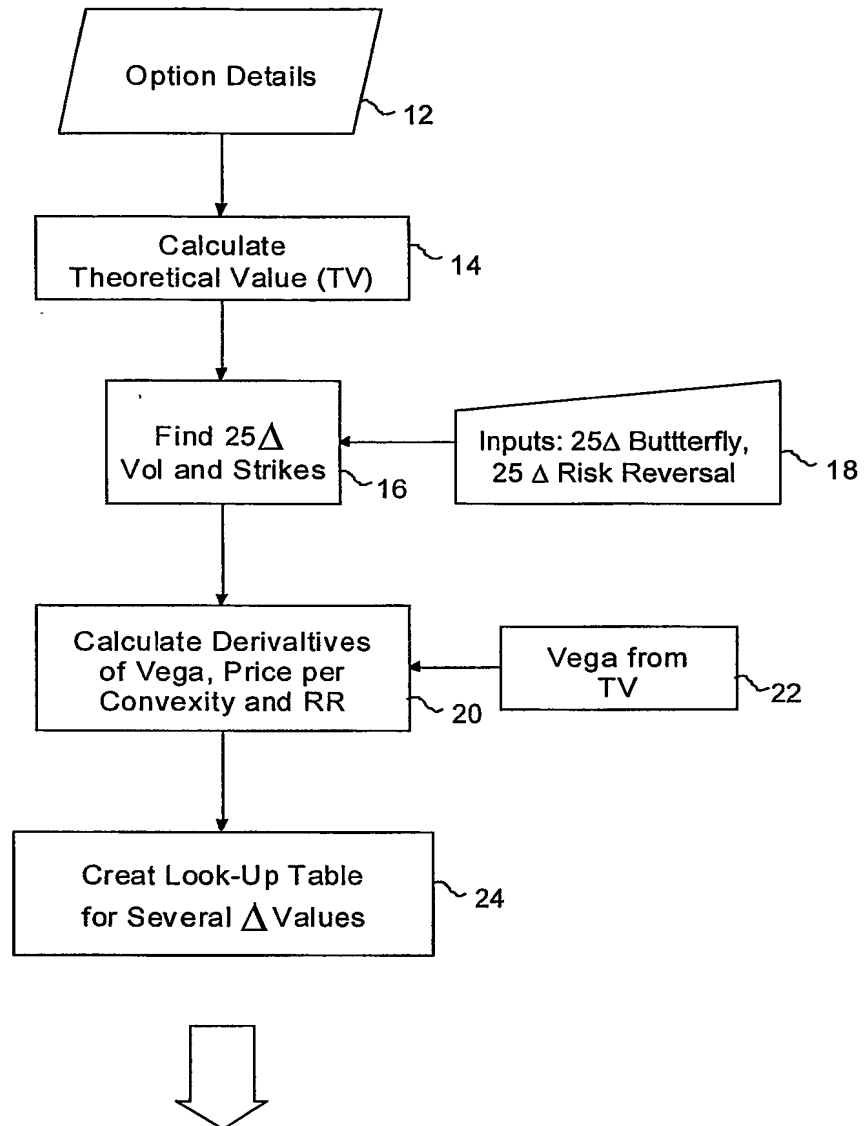 Option Details
12
Calculate
Theoretical Value (TV)
14
Find 25Δ
Vol and Strikes
16
Inputs: 25Δ Buttterfly,
25 Δ Risk Reversal
18
Calculate Derivaltives
of Vega, Price per
Convexity and RR
20
Vega from
TV
22
Creat Look-Up Table
for Several Δ Values
24